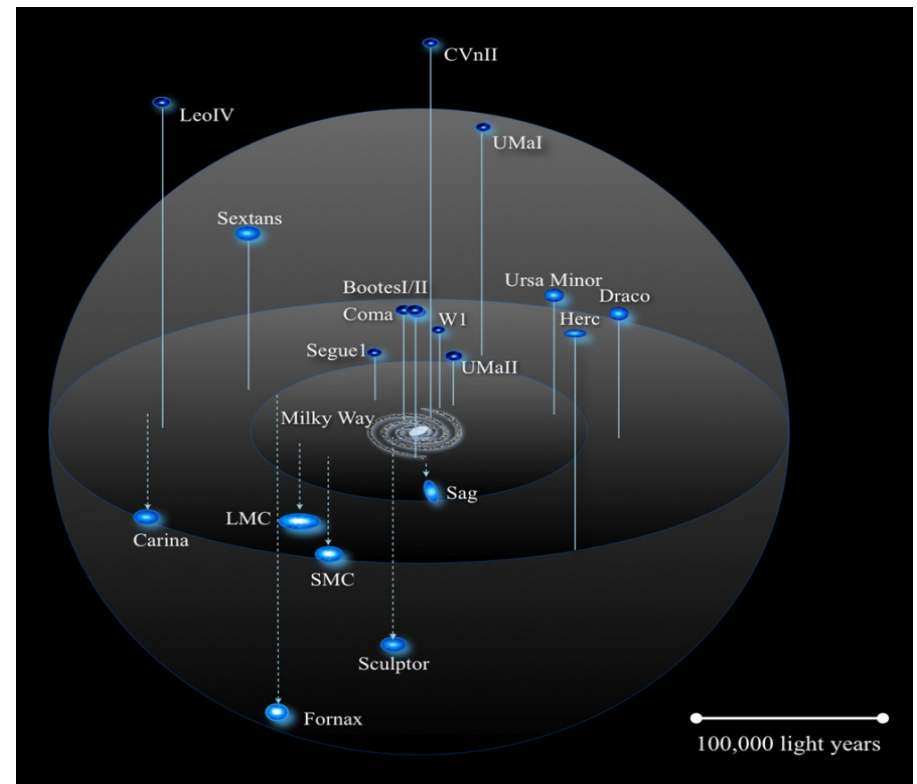 CVnII
LeoIV
UMaI
Sextans
Ursa Minor
BootesI/II
Draco
Coma
W1
Herc
Segue1
UMaII
Milky Way
Sag
LMC
Carina
SMC
Sculptor
Fornax
100,000 light years